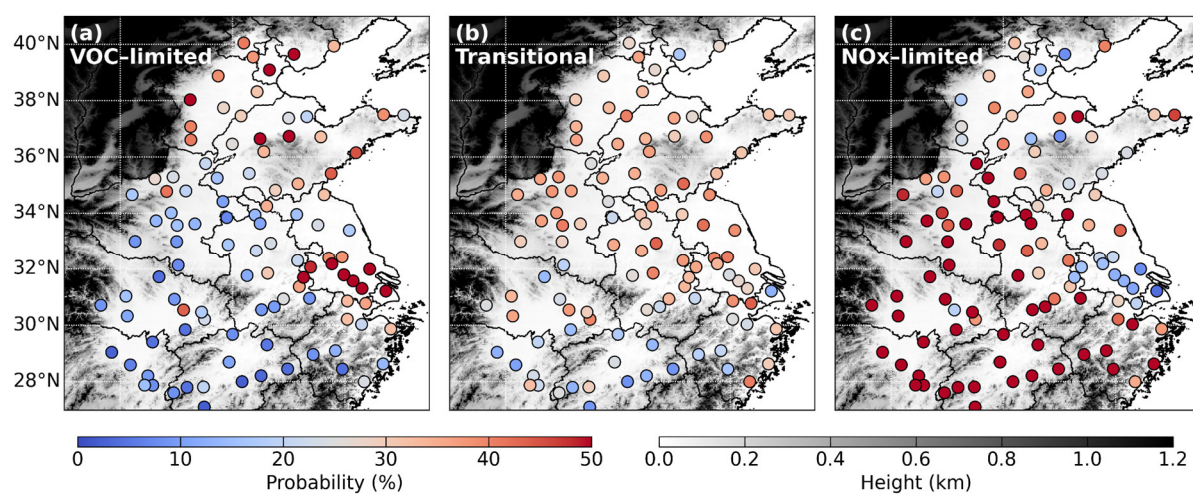 (a) (b) (c)
VOC–limited Transitional NOx–limited
40°N
38°N
36°N
34°N
32°N
30°N
28°N
0 10 20 30 40 50 0.0 0.2 0.4 0.6 0.8 1.0 1.2
Probability (%) Height (km)